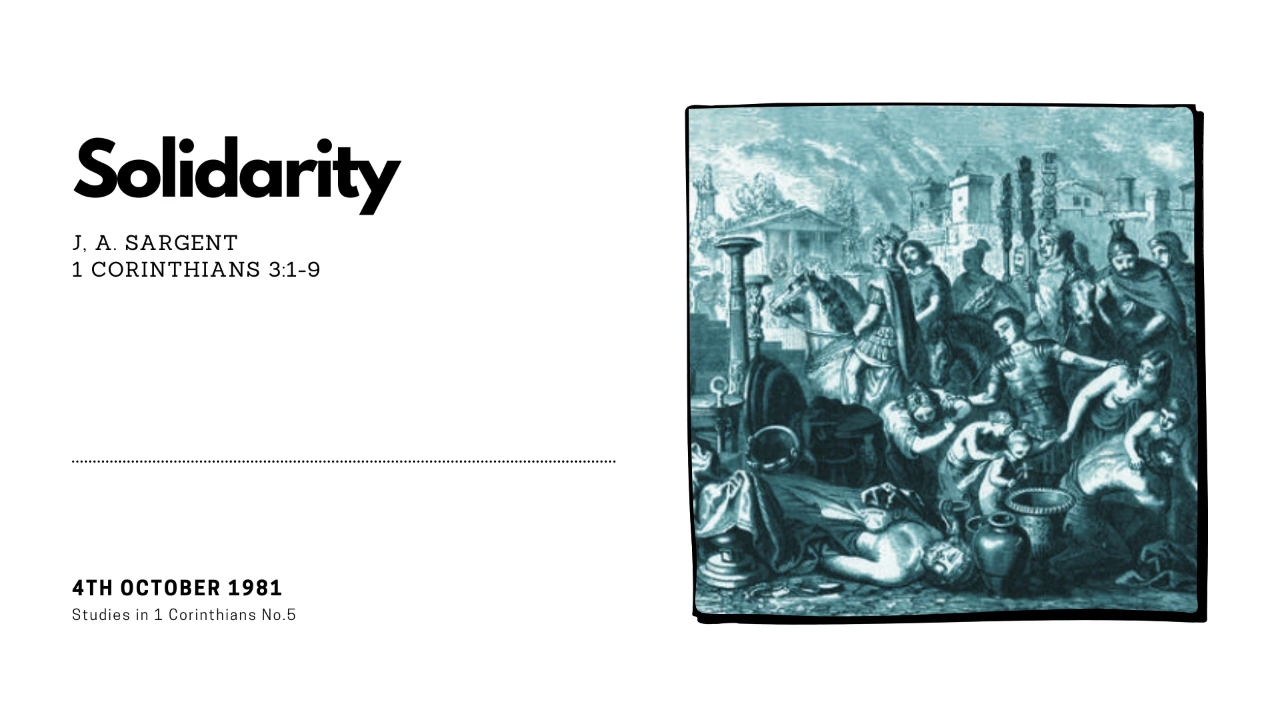 Solidarity
J, A. SARGENT
1 CORINTHIANS 3:1-9
4TH OCTOBER 1981
Studies in 1 Corinthians No.5